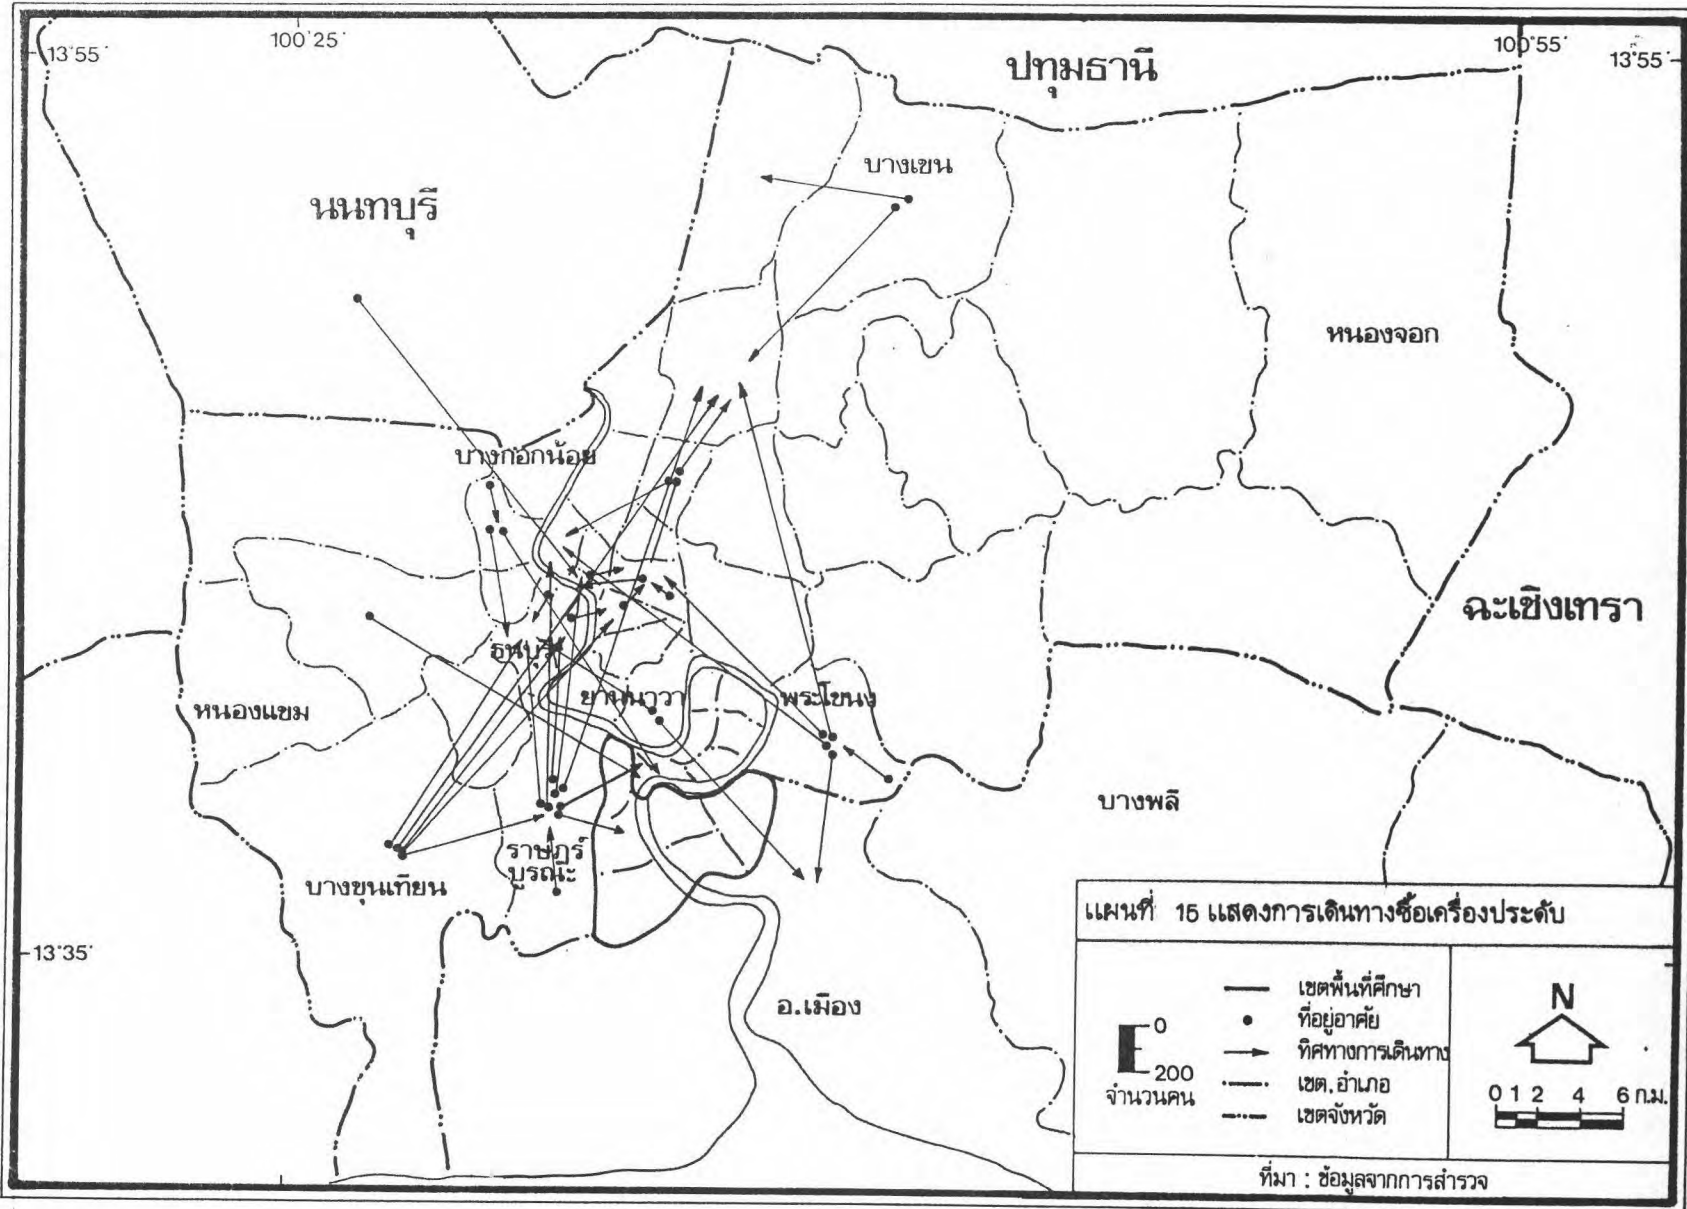 100°25'
100°55'
13°55'
13°55'
ปทุมธานี
บางเขน
นนทบุรี
หนองจอก
บางกอกน้อย
ฉะเชิงเทรา
ธนบุรี
ยานนาวา
พระโขนง
หนองแขม
บางพลี
ราษฎร์
บูรณะ
บางขุนเทียน
13°35'
อ.เมือง
แผนที่ 15 แสดงการเดินทางซื้อเครื่องประดับ
0
200
จำนวนคน
เขตพื้นที่ศึกษา
ที่อยู่อาศัย
ทิศทางการเดินทาง
เขต,อำเภอ
เขตจังหวัด
N
0 1 2 4 6 ก.ม.
ที่มา : ข้อมูลจากการสำรวจ